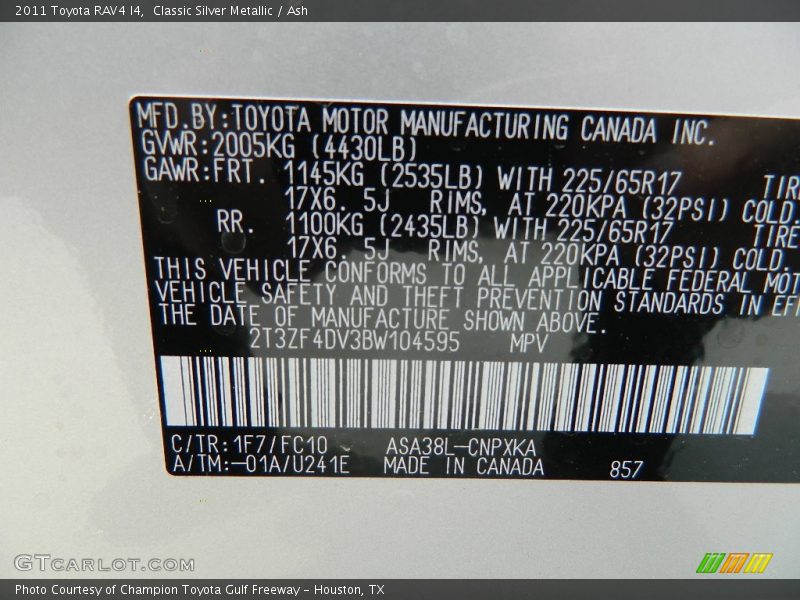 2011 Toyota RAV4 I4, Classic Silver Metallic / Ash
MFD.BY:TOYOTA MOTOR MANUFACTURING CANADA INC.
GVWR:2005KG (4430LB)
GAWR:FRT. 1145KG (2535LB) WITH 225/65R17
17X6. 5J RIMS, AT 220KPA (32PSI) COLD.
RR. 1100KG (2435LB) WITH 225/65R17
17X6. 5J RIMS, AT 220KPA (32PSI) COLD.
THIS VEHICLE CONFORMS TO ALL APPLICABLE FEDERAL
VEHICLE SAFETY AND THEFT PREVENTION STANDARDS IN
THE DATE OF MANUFACTURE SHOWN ABOVE.
2T3ZF4DV3BW104595 MPV
C/TR:1F7/FC10 ASA38L-CNPXKA
A/TM:-01A/U241E MADE IN CANADA 857
GTCARLOT.COM
Photo Courtesy of Champion Toyota Gulf Freeway - Houston, TX